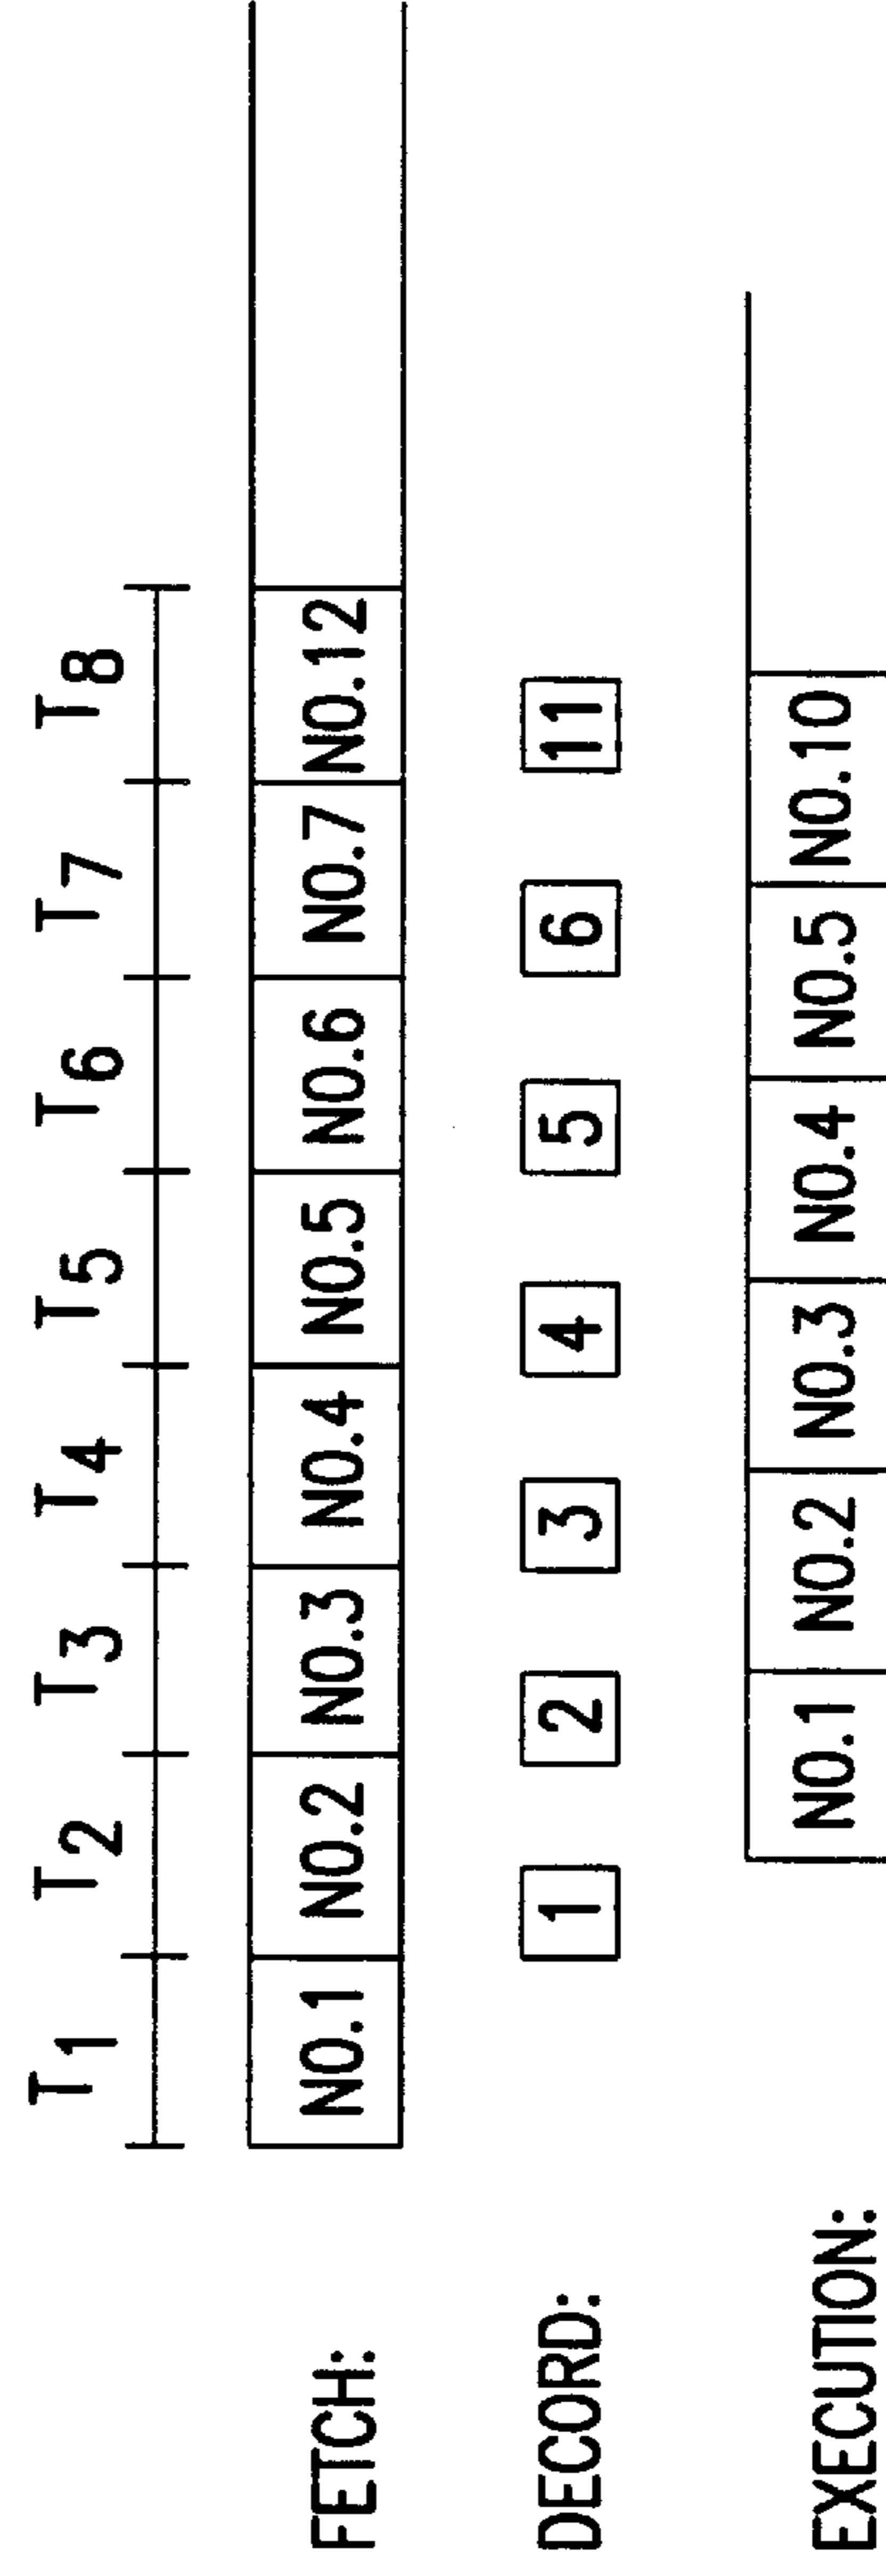 T1 T2 T3 T4 T5 T6 T7 T8
FETCH: NO.1 NO.2 NO.3 NO.4 NO.5 NO.6 NO.7 NO.12
DECORD: 1 2 3 4 5 6 11
EXECUTION: NO.1 NO.2 NO.3 NO.4 NO.5 NO.10